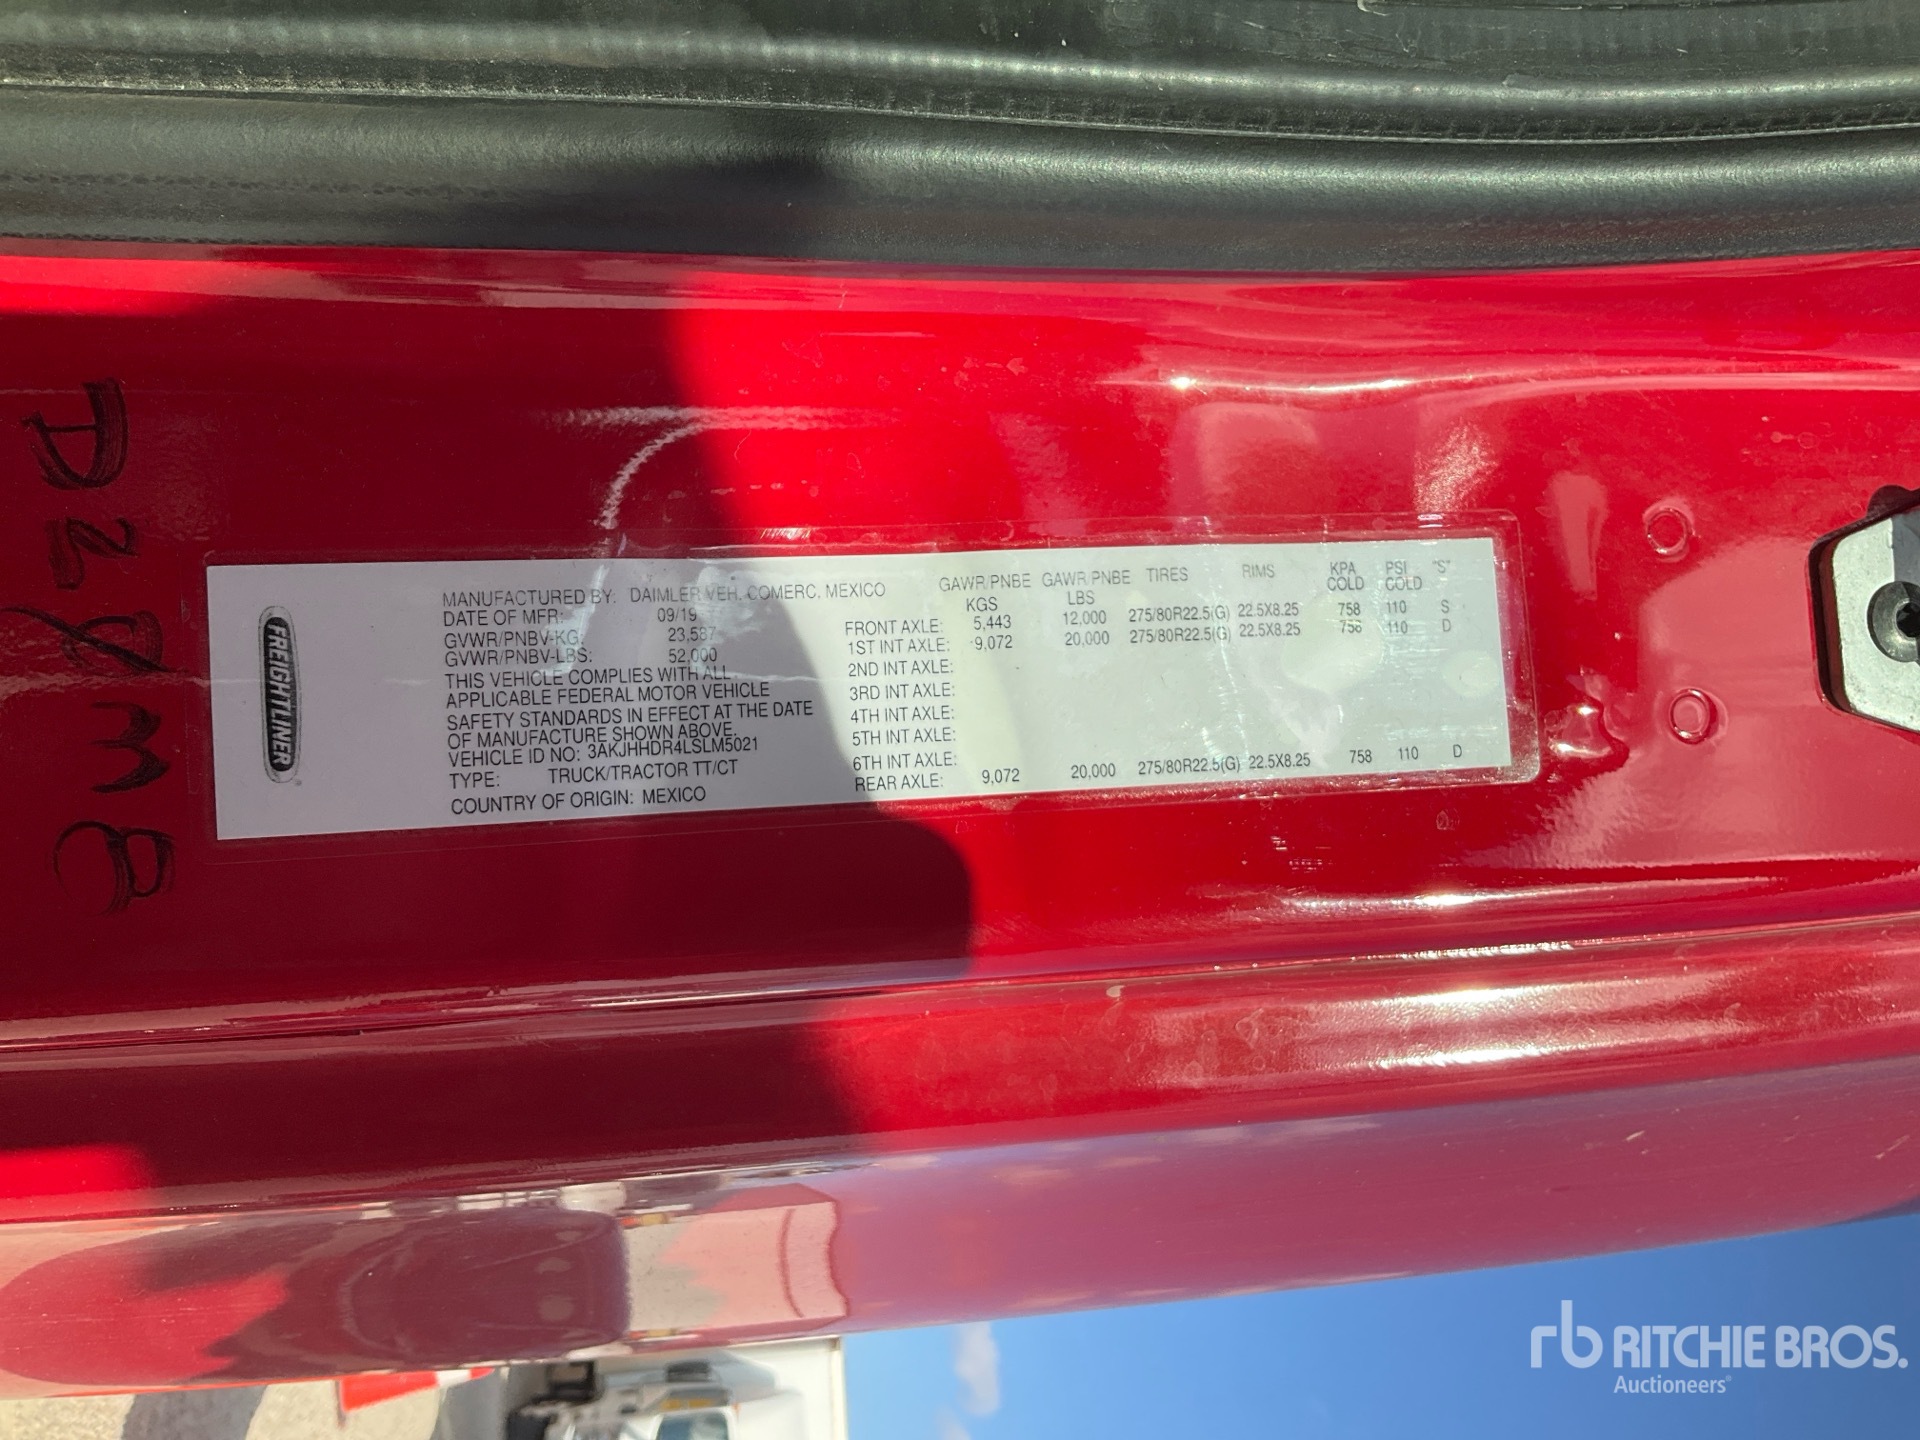 FREIGHTLINER
MANUFACTURED BY: DAIMLER VEH. COMERC. MEXICO
DATE OF MFR: 09/19
GVWR/PNBV-KG: 23,587
GVWR/PNBV-LBS: 52,000
THIS VEHICLE COMPLIES WITH ALL
APPLICABLE FEDERAL MOTOR VEHICLE
SAFETY STANDARDS IN EFFECT AT THE DATE
OF MANUFACTURE SHOWN ABOVE.
VEHICLE ID NO: 3AKJHHDR4LSLM5021
TYPE: TRUCK/TRACTOR TT/CT
COUNTRY OF ORIGIN: MEXICO
GAWR/PNBE KGS GAWR/PNBE LBS TIRES RIMS KPA COLD PSI COLD "S"
FRONT AXLE: 5,443 12,000 275/80R22.5(G) 22.5X8.25 758 110 S
1ST INT AXLE: 9,072 20,000 275/80R22.5(G) 22.5X8.25 758 110 D
2ND INT AXLE:
3RD INT AXLE:
4TH INT AXLE:
5TH INT AXLE:
6TH INT AXLE:
REAR AXLE: 9,072 20,000 275/80R22.5(G) 22.5X8.25 758 110 D
rb RITCHIE BROS.
Auctioneers